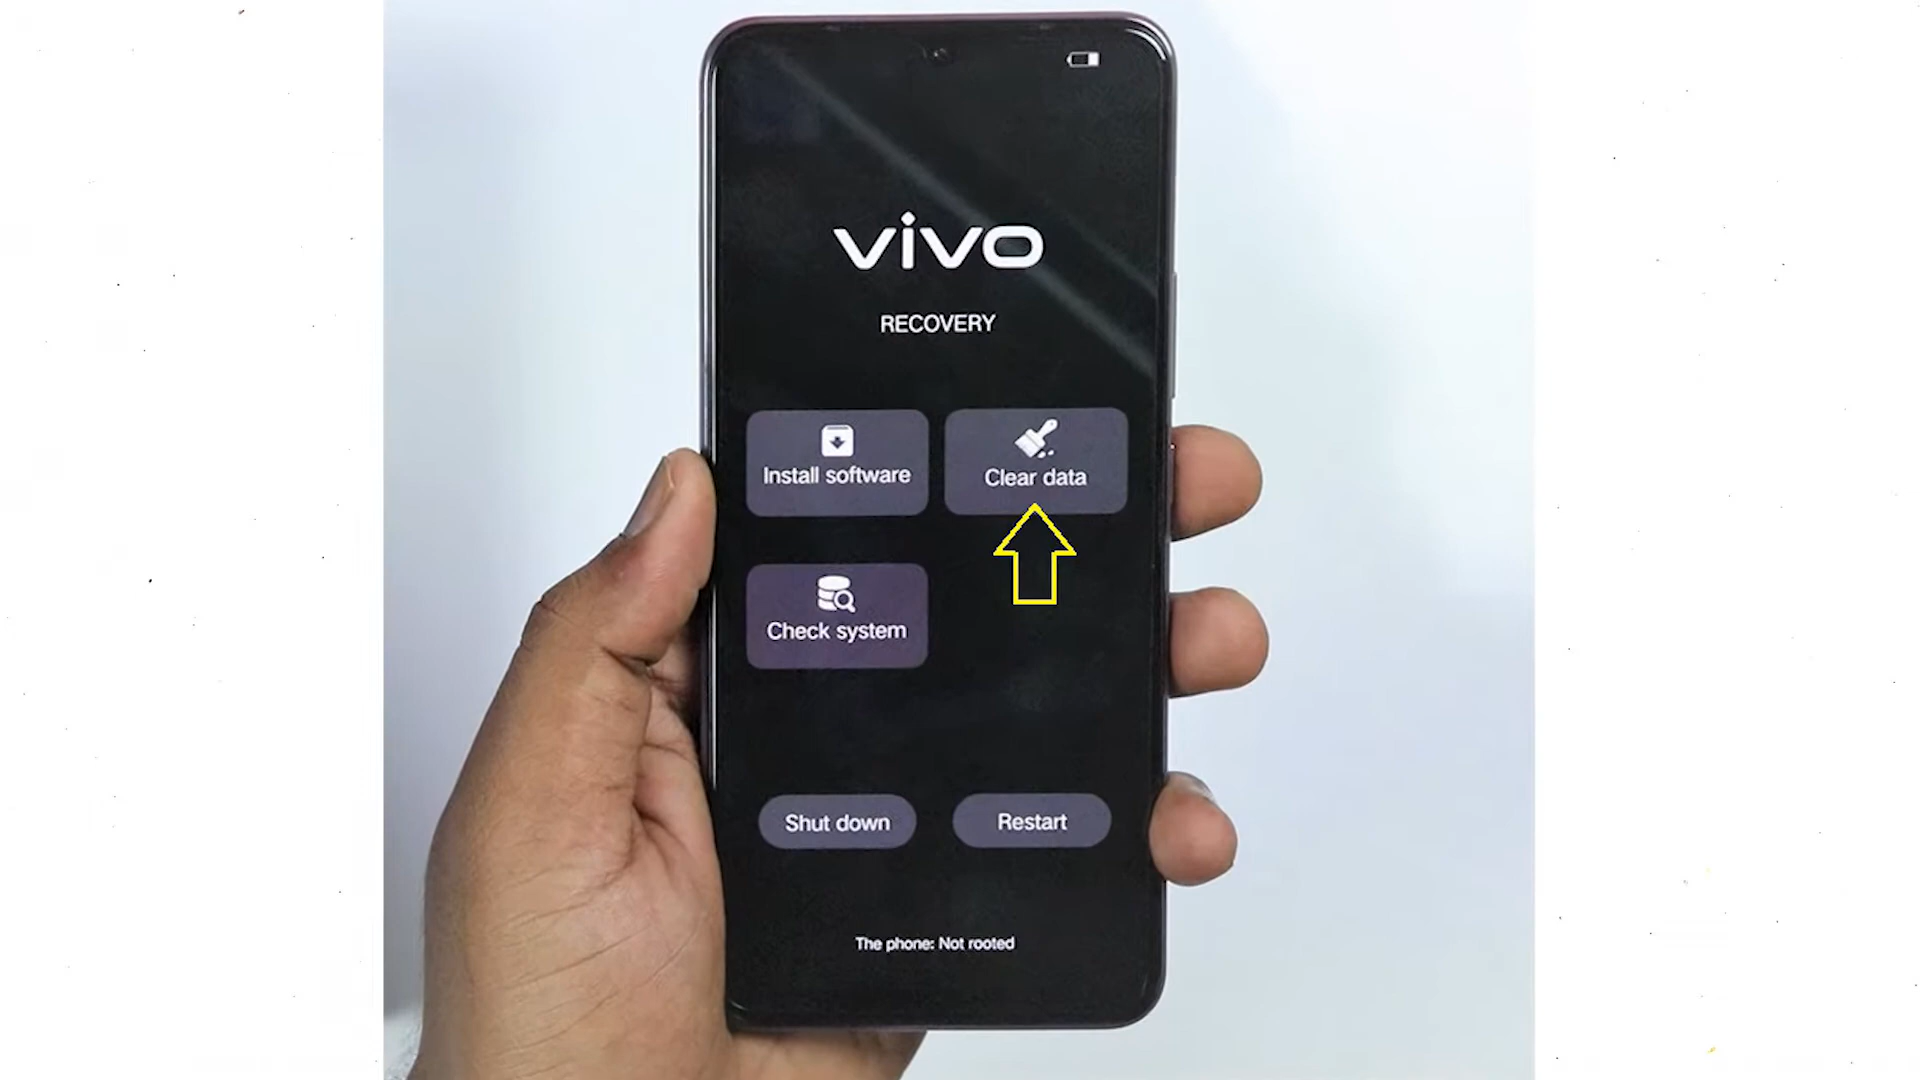 vivo
RECOVERY
Install software
Clear data
Check system
Shut down
Restart
The phone: Not rooted